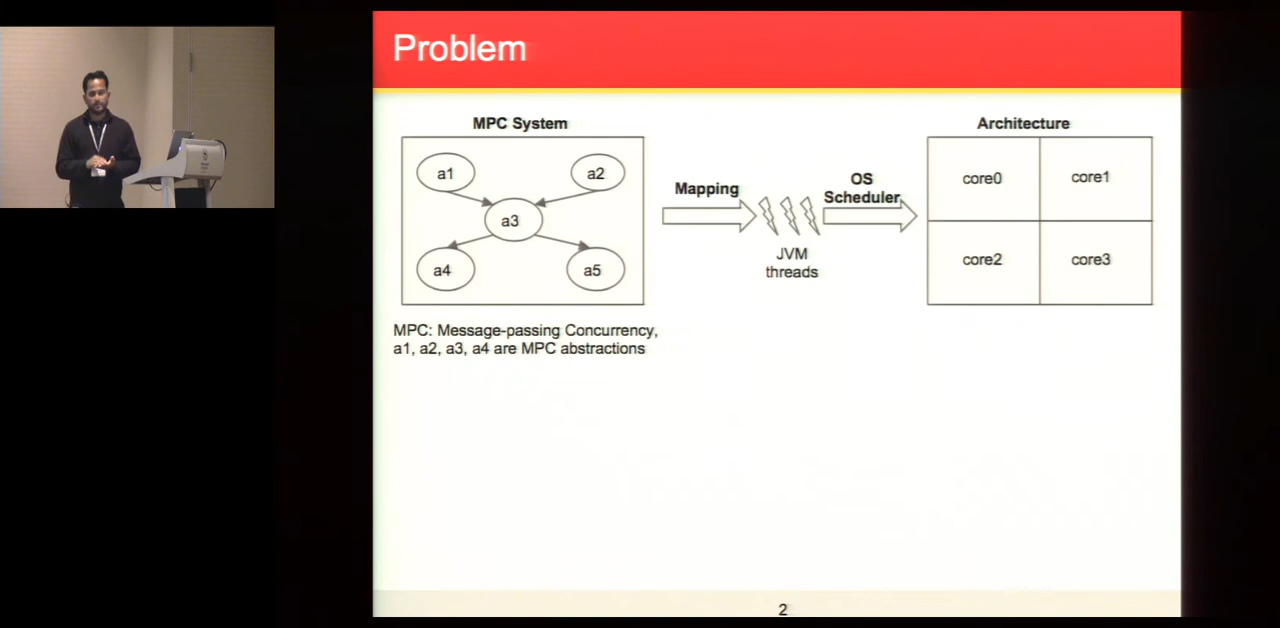 Problem
MPC System
a1
a2
a3
a4
a5
Mapping
JVM
threads
OS
Scheduler
Architecture
core0
core1
core2
core3
MPC: Message-passing Concurrency,
a1, a2, a3, a4 are MPC abstractions
2